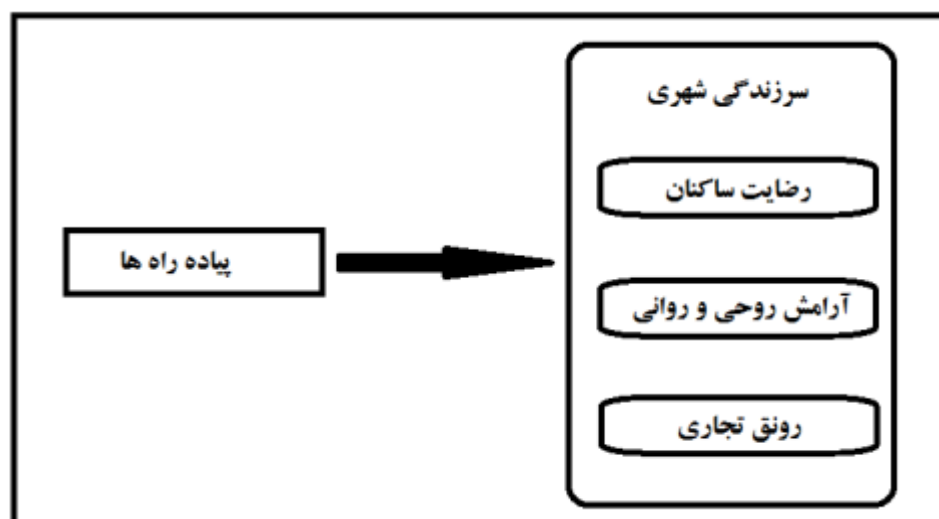 سرزندگی شهری
رضایت ساکنان
پیاده راه ها
آرامش روحی و روانی
رونق تجاری